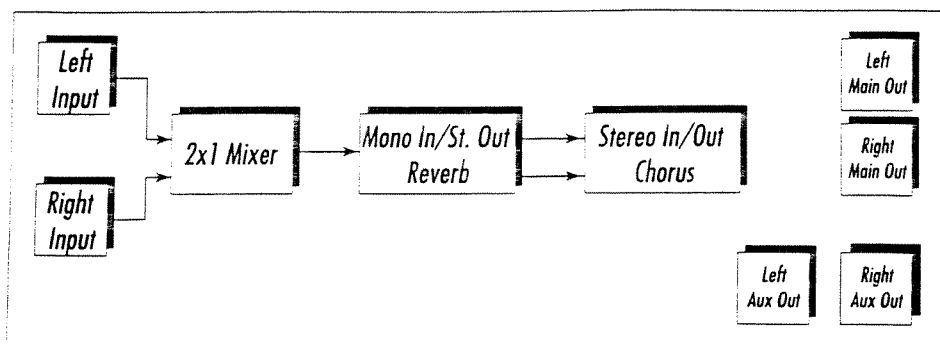 Left
Input
Right
Input
2x1 Mixer
Mono In/St. Out
Reverb
Stereo In/Out
Chorus
Left
Main Out
Right
Main Out
Left
Aux Out
Right
Aux Out